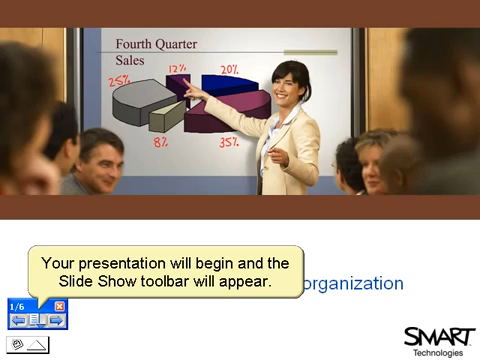 Fourth Quarter
Sales
25%
12%
20%
8%
35%
Your presentation will begin and the
Slide Show toolbar will appear.
organization
1/6
SMART
Technologies